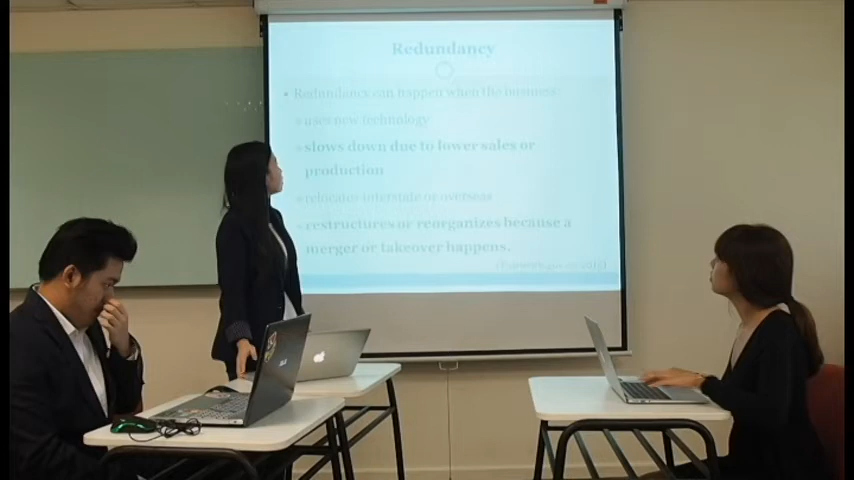 Redundancy
• Redundancy can happen when the business:
uses new technology
slows down due to lower sales or
production
relocates interstate or overseas
restructures or reorganizes because a
merger or takeover happens.